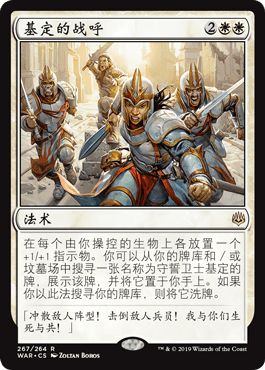 基定的战呼 2
法术
在每个由你操控的生物上各放置一个
+1/+1 指示物。你可以从你的牌库和／或
坟墓场中搜寻一张名称为守誓卫士基定的
牌，展示该牌，并将它置于你手上。如果
你以此法搜寻你的牌库，则将它洗牌。
「冲散敌人阵型！击倒敌人兵员！我与你们生
死与共！」
267/264 R
WAR • CS ZOLTAN BOROS
™ & © 2019 Wizards of the Coast